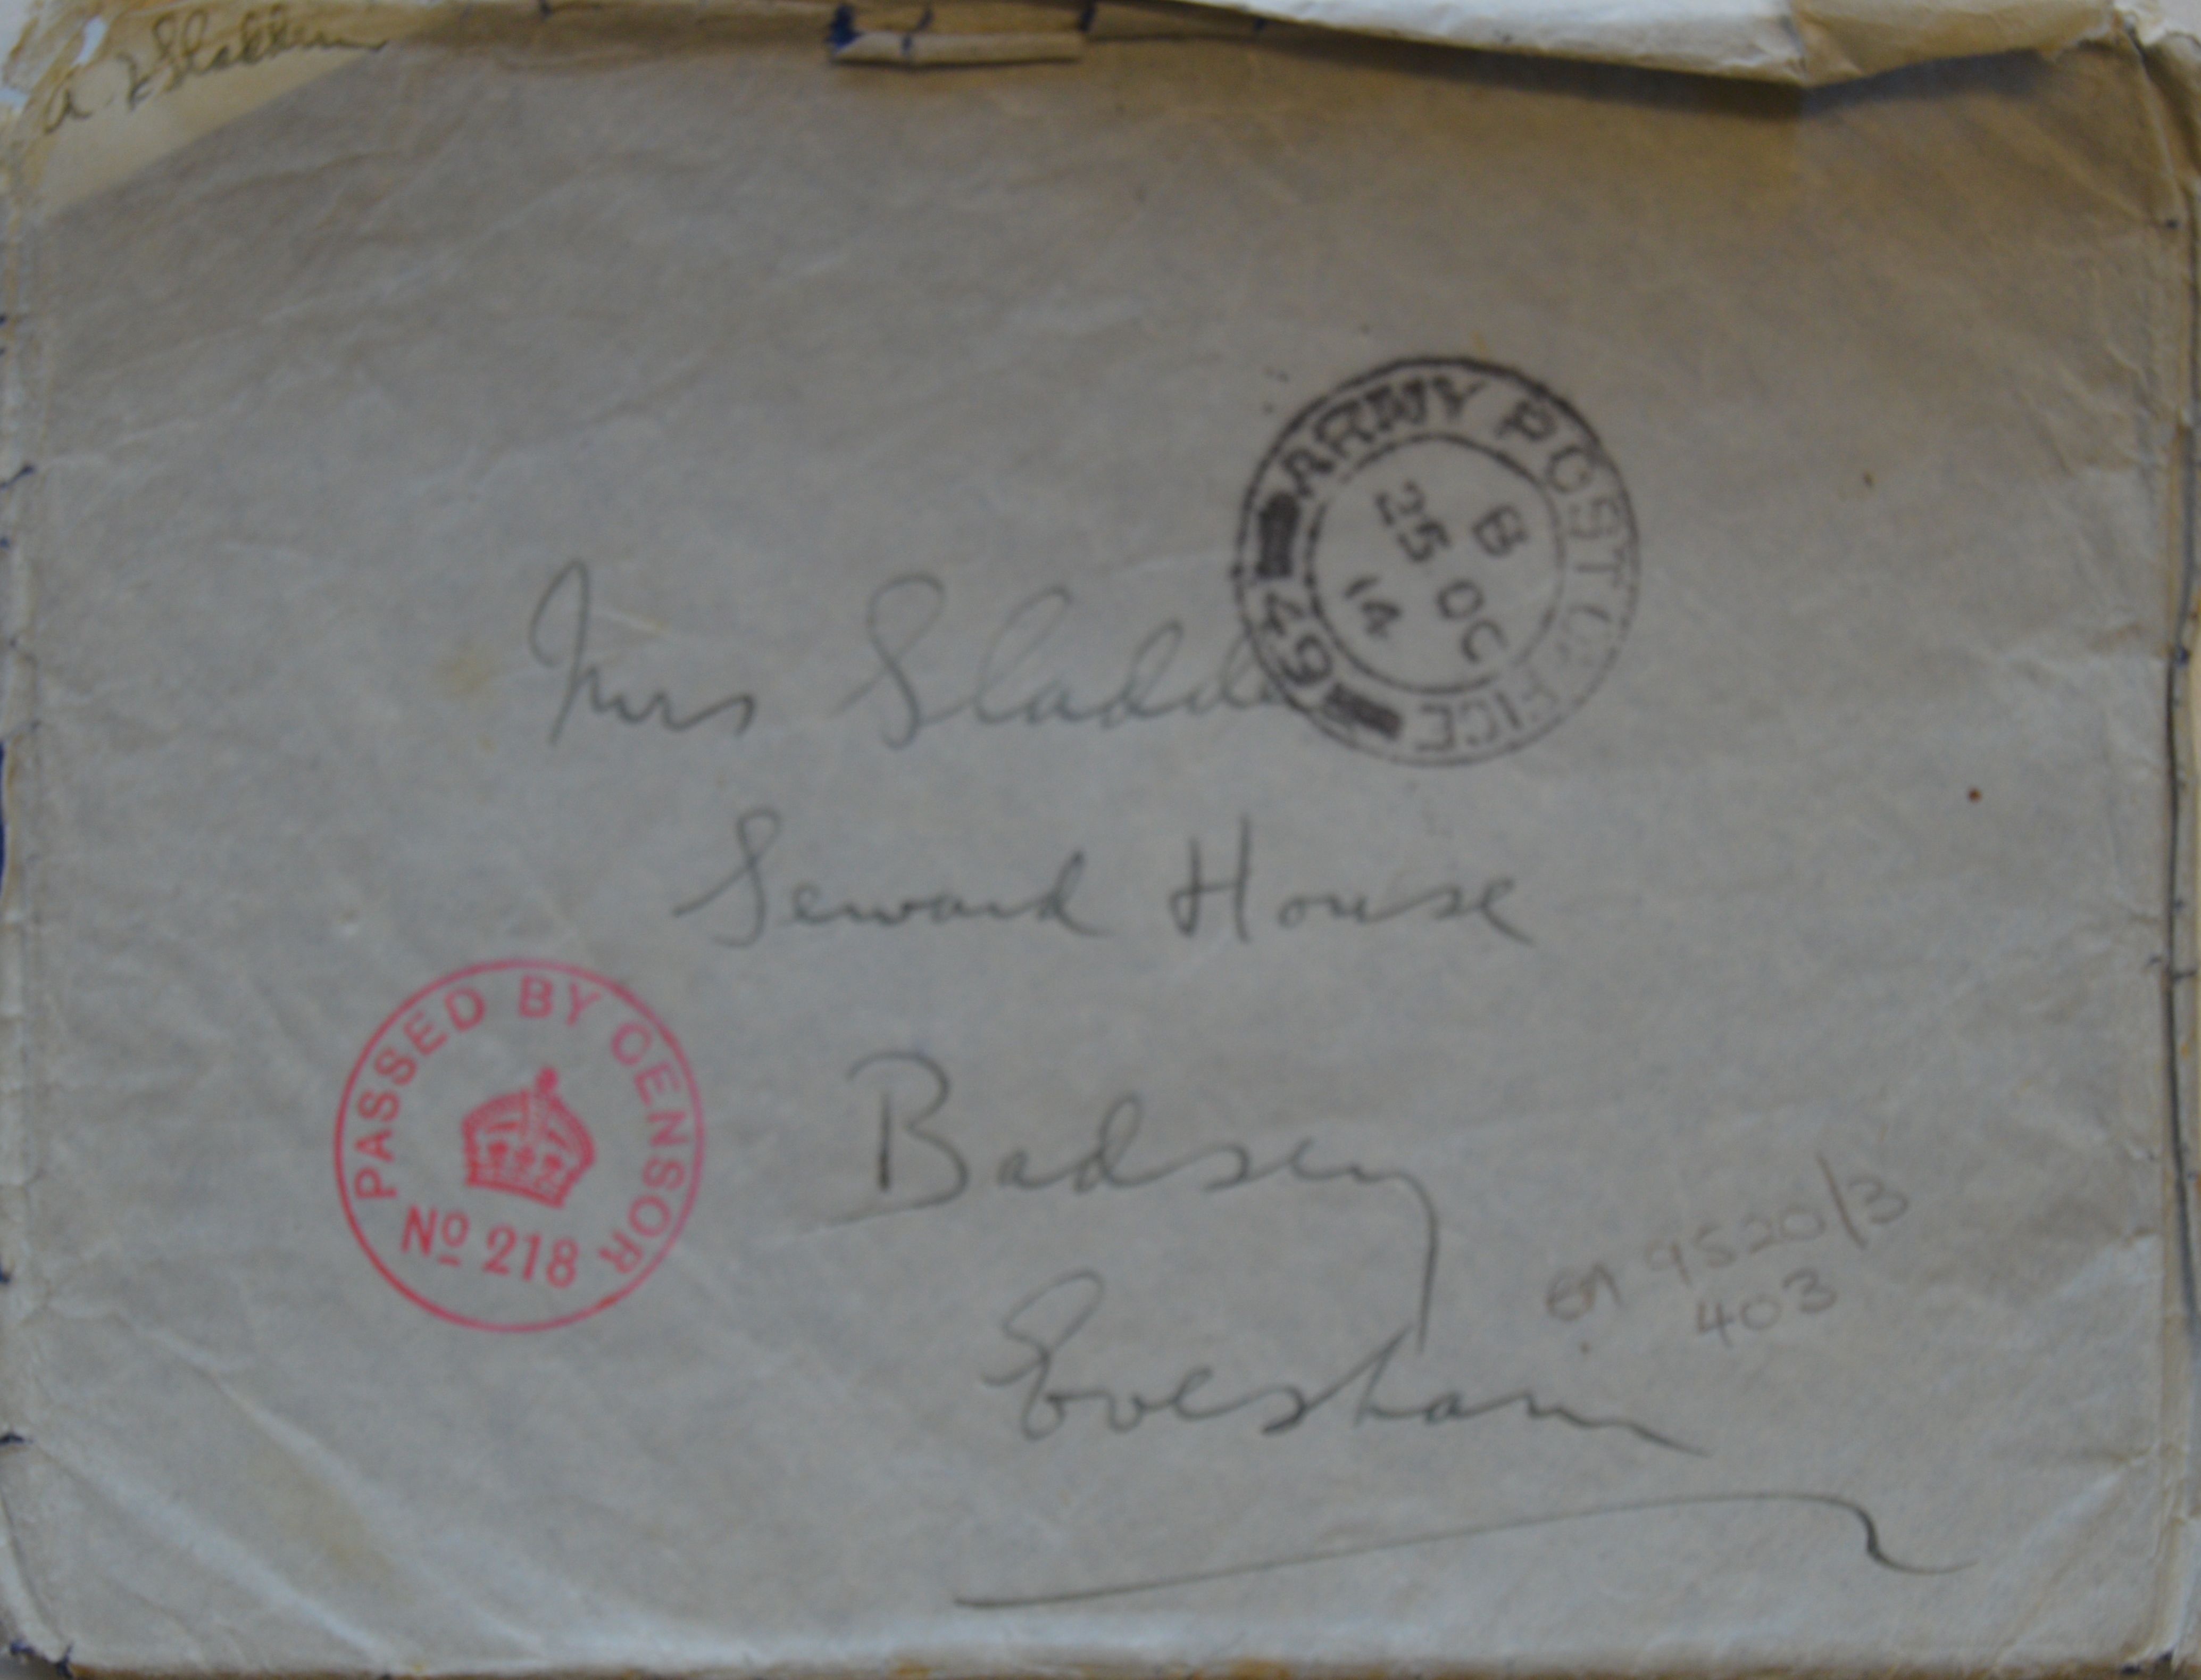 A. F Sladden
ARMY POST OFFICE
B
25 OC
14
Mrs Sladden
Seward House
PASSED BY CENSOR
No 218
Badsey
Evesham
9520/3
403